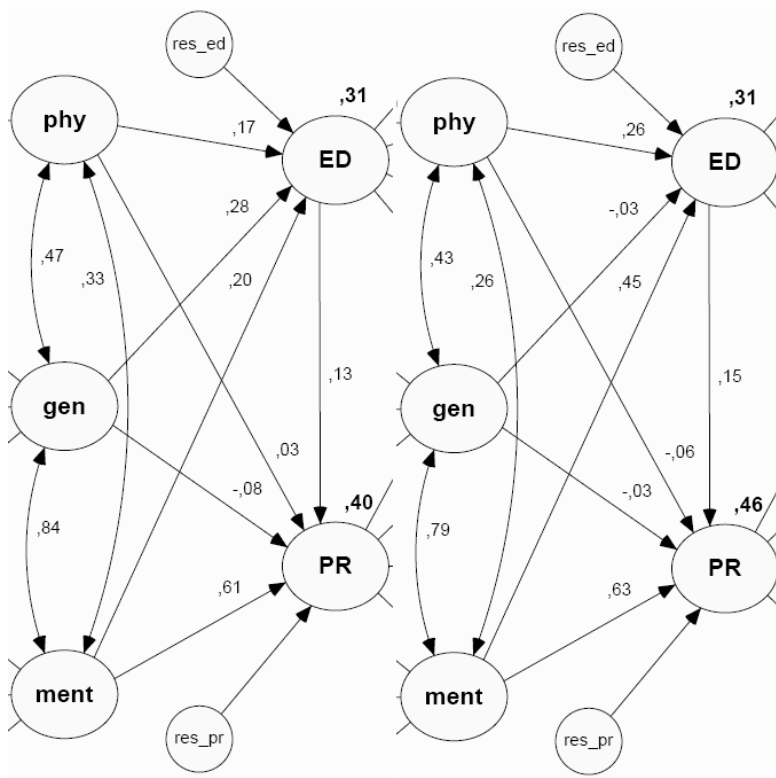 res_ed
,31
phy
,17
ED
,28
,47
,33
,20
,13
gen
,03
-,08
,40
,84
PR
,61
ment
res_pr
res_ed
,31
phy
,26
ED
-,03
,43
,26
,45
,15
gen
-,06
-,03
,46
,79
PR
,63
ment
res_pr